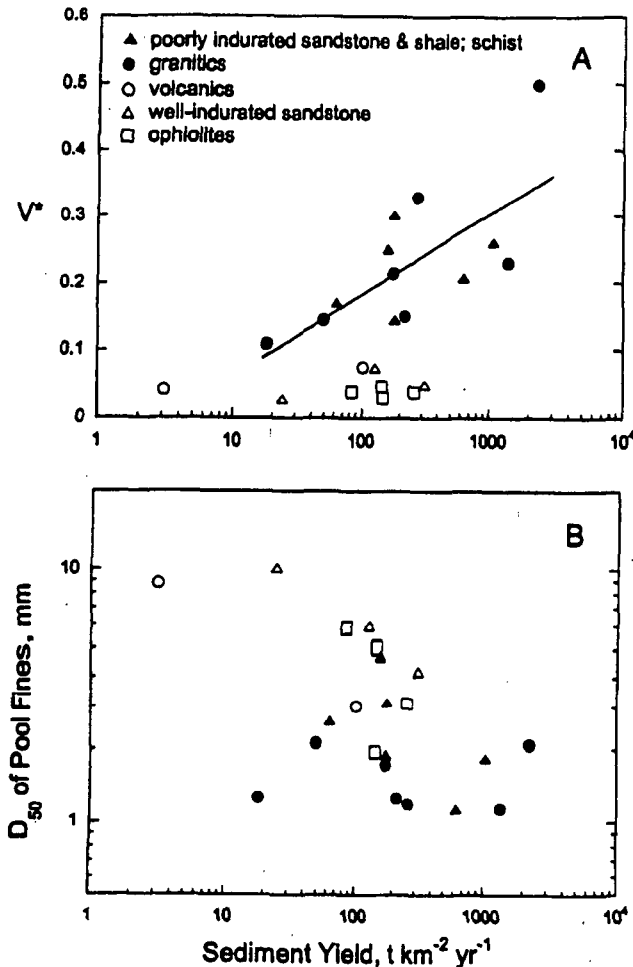 0.6
0.5
0.4
0.3
0.2
0.1
0
V*
▲ poorly indurated sandstone & shale; schist
● granitics
○ volcanics
△ well-indurated sandstone
□ ophiolites
A
1
10
100
1000
10⁴
B
10
1
D₅₀ of Pool Fines, mm
1
10
100
1000
10⁴
Sediment Yield, t km⁻² yr⁻¹